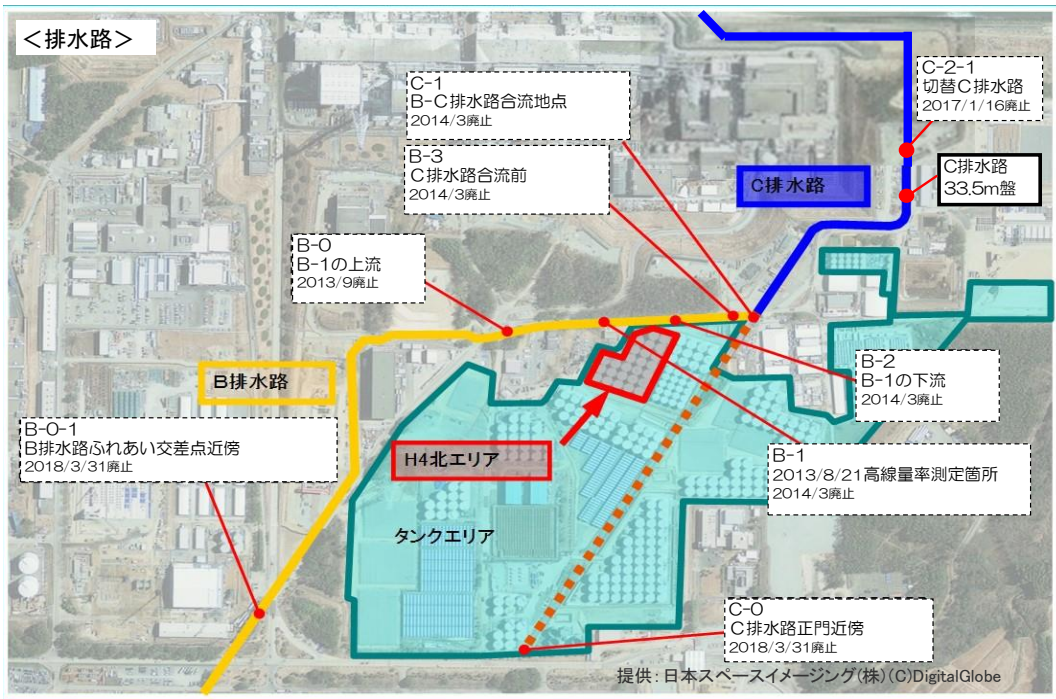 ＜排水路＞
C-1
B-C排水路合流地点
2014/3廃止
C-2-1
切替C排水路
2017/1/16廃止
B-3
C排水路合流前
2014/3廃止
C排水路
C排水路
33.5m盤
B-0
B-1の上流
2013/9廃止
B排水路
B-2
B-1の下流
2014/3廃止
B-0-1
B排水路ふれあい交差点近傍
2018/3/31廃止
H4北エリア
B-1
2013/8/21高線量率測定箇所
2014/3廃止
タンクエリア
C-0
C排水路正門近傍
2018/3/31廃止
提供：日本スペースイメージング(株)(C)DigitalGlobe